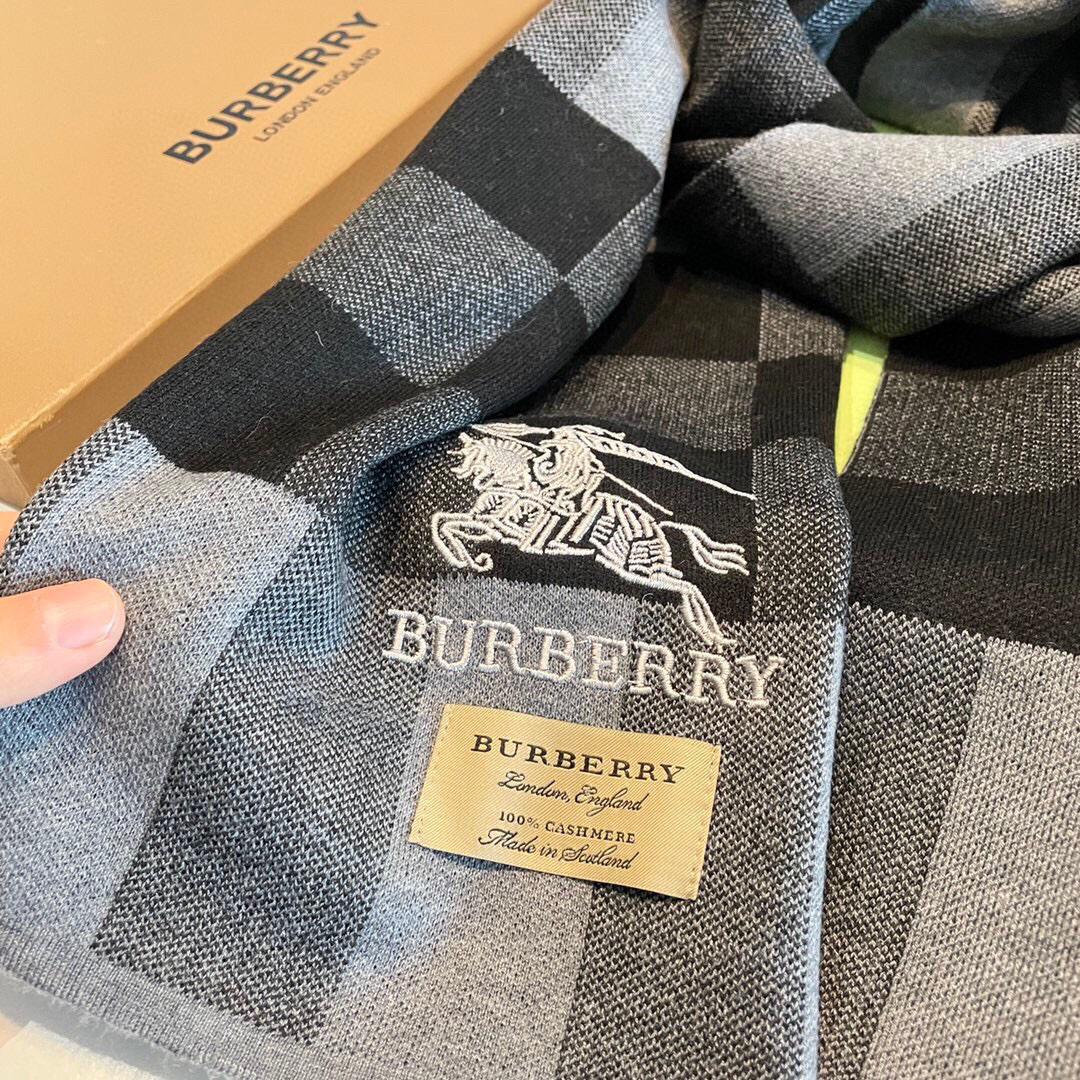 BURBERRY
LONDON ENGLAND
BURBERRY
BURBERRY
London, England
100% CASHMERE
Made in Scotland